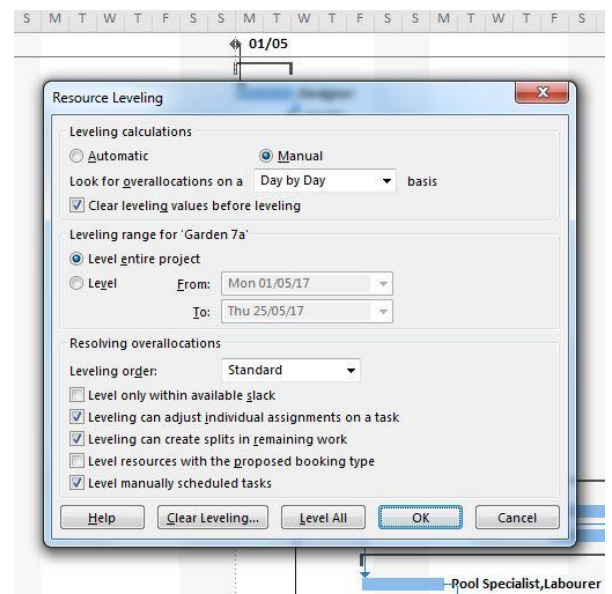 S M T W T F S S M T W T F S S M T W T F S
01/05
Resource Leveling
Leveling calculations
Automatic Manual
Look for overallocations on a Day by Day basis
Clear leveling values before leveling
Leveling range for 'Garden 7a'
Level entire project
Level From: Mon 01/05/17
To: Thu 25/05/17
Resolving overallocations
Leveling order: Standard
Level only within available slack
Leveling can adjust individual assignments on a task
Leveling can create splits in remaining work
Level resources with the proposed booking type
Level manually scheduled tasks
Help Clear Leveling... Level All OK Cancel
Pool Specialist,Labourer